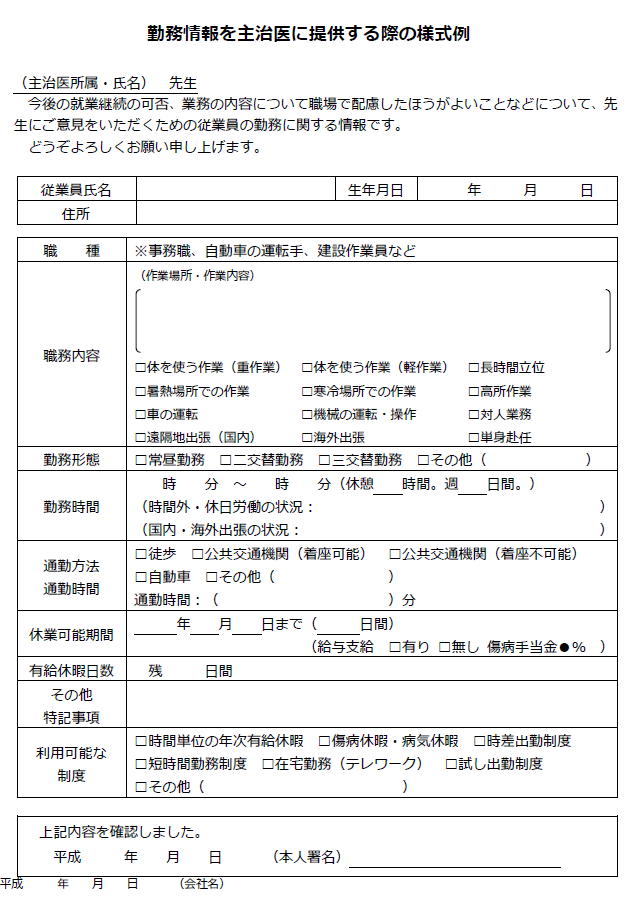 勤務情報を主治医に提供する際の様式例
(主治医所属・氏名) 先生
今後の就業継続の可否、業務の内容について職場で配慮したほうがよいことなどについて、先
生にご意見をいただくための従業員の勤務に関する情報です。
どうぞよろしくお願い申し上げます。
従業員氏名 生年月日 年 月 日
住所
職 種 ※事務職、自動車の運転手、建設作業員など
職務内容
(作業場所・作業内容)
□体を使う作業(重作業) □体を使う作業(軽作業) □長時間立位
□暑熱場所での作業 □寒冷場所での作業 □高所作業
□車の運転 □機械の運転・操作 □対人業務
□遠隔地出張(国内) □海外出張 □単身赴任
勤務形態 □常昼勤務 □二交替勤務 □三交替勤務 □その他( )
勤務時間
時 分 ~ 時 分(休憩 時間。週 日間。)
(時間外・休日労働の状況: )
(国内・海外出張の状況: )
通勤方法
通勤時間
□徒歩 □公共交通機関(着座可能) □公共交通機関(着座不可能)
□自動車 □その他( )
通勤時間:( )分
休業可能期間
年 月 日まで( 日間)
(給与支給 □有り □無し 傷病手当金●% )
有給休暇日数 残 日間
その他
特記事項
利用可能な
制度
□時間単位の年次有給休暇 □傷病休暇・病気休暇 □時差出勤制度
□短時間勤務制度 □在宅勤務(テレワーク) □試し出勤制度
□その他( )
上記内容を確認しました。
平成 年 月 日 (本人署名)
平成 年 月 日 (会社名)